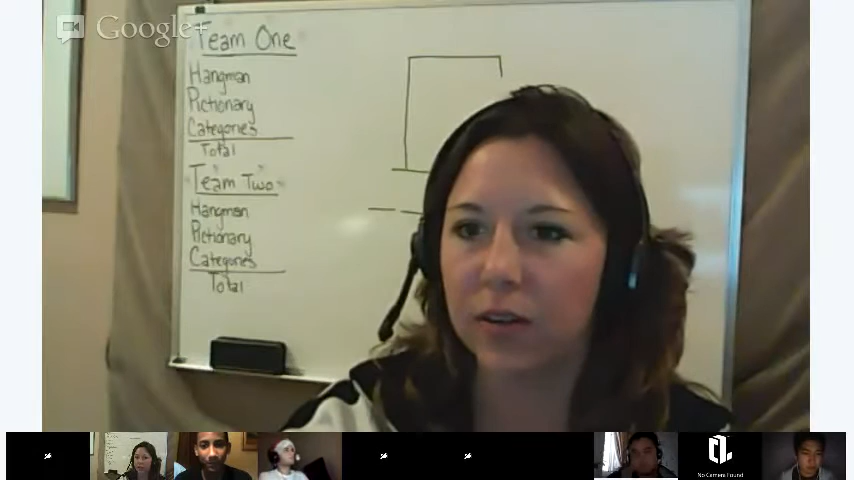 Google+
Team One
Hangman
Pictionary
Categories
Total
"Team Two"
Hangman
Pictionary
Categories
Total
No Camera Found